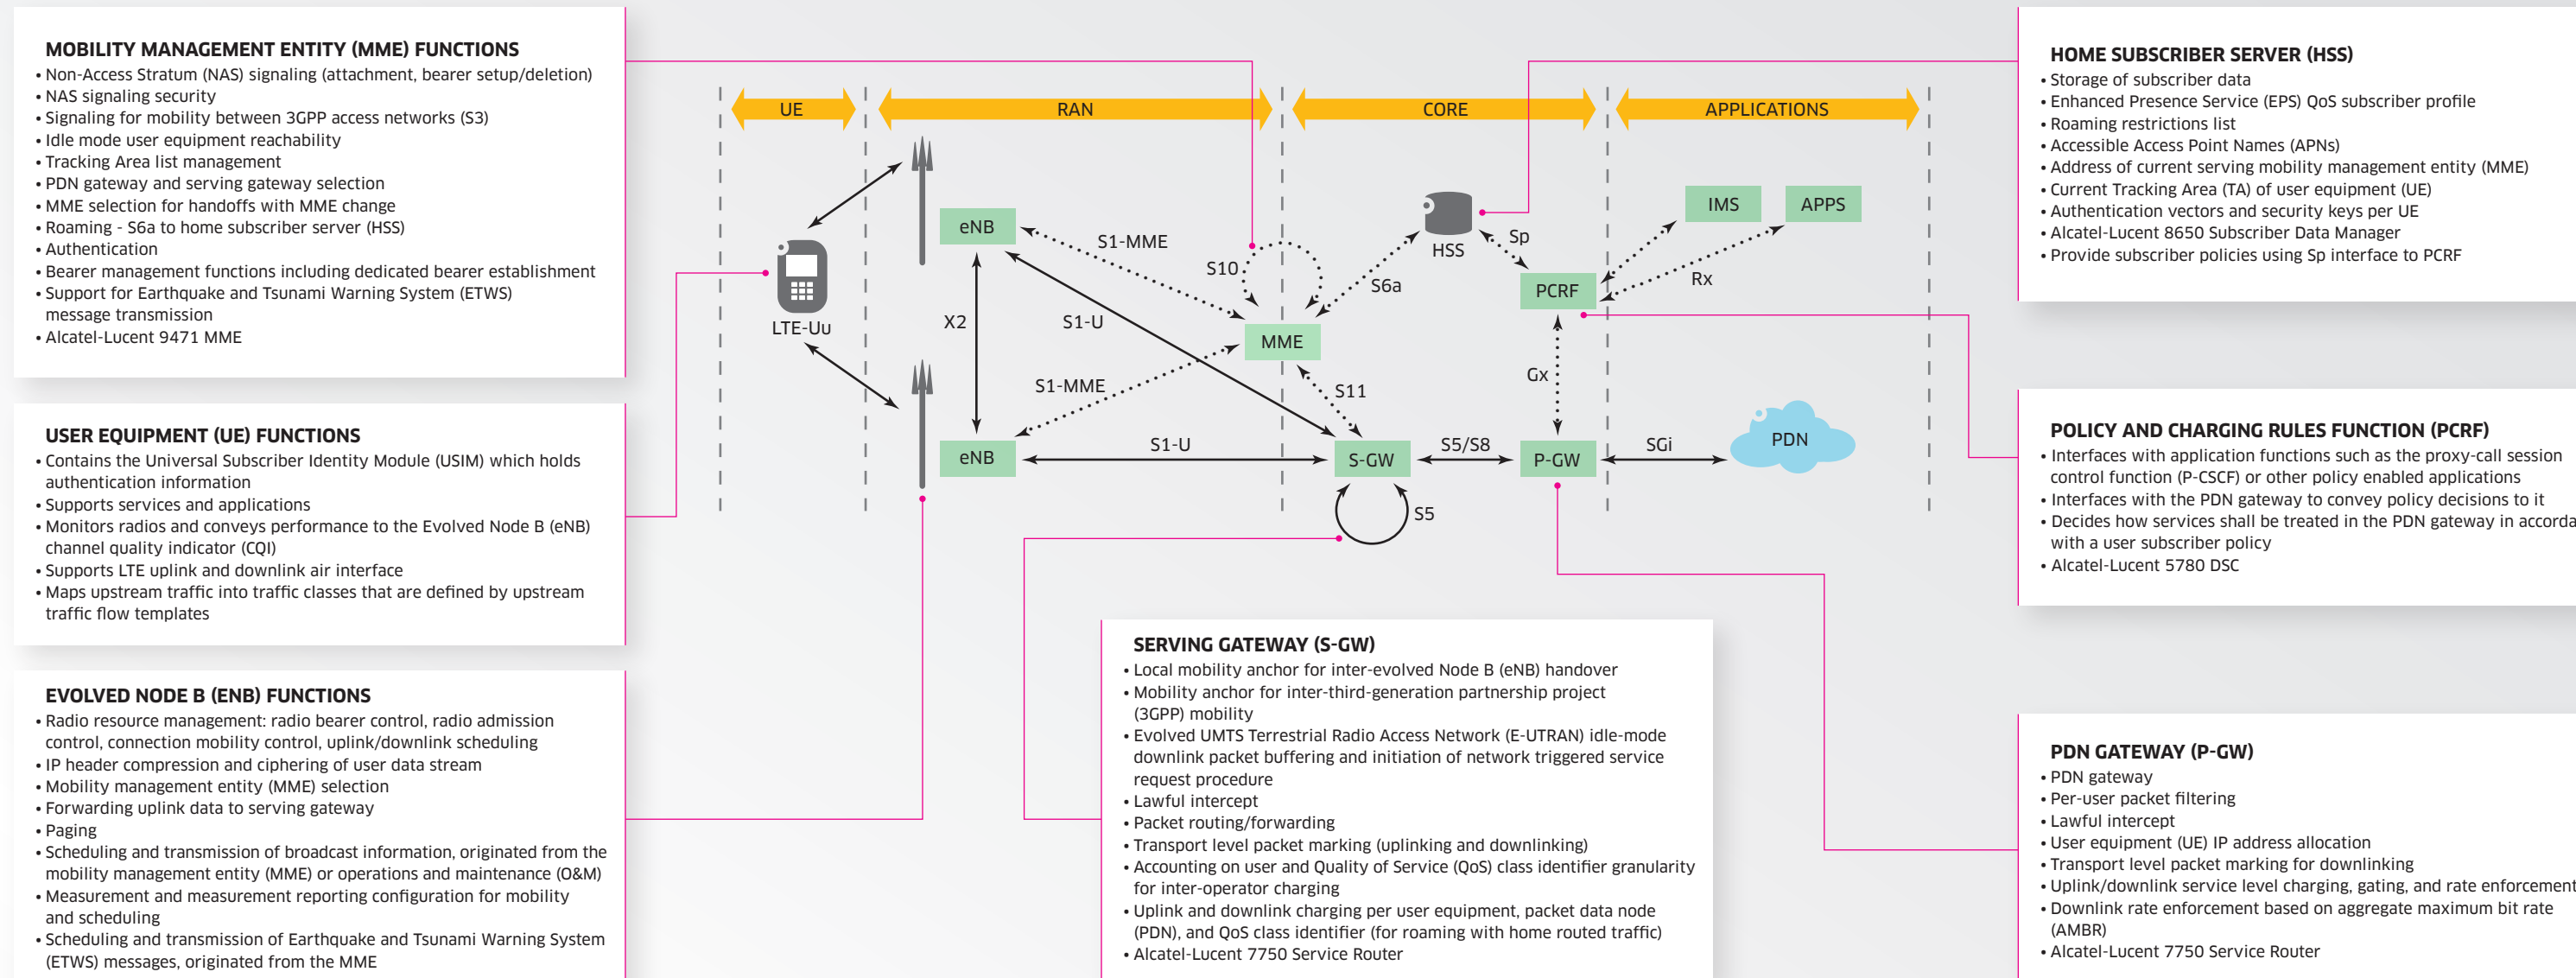 MOBILITY MANAGEMENT ENTITY (MME) FUNCTIONS
• Non-Access Stratum (NAS) signaling (attachment, bearer setup/deletion)
• NAS signaling security
• Signaling for mobility between 3GPP access networks (S3)
• Idle mode user equipment reachability
• Tracking Area list management
• PDN gateway and serving gateway selection
• MME selection for handoffs with MME change
• Roaming - S6a to home subscriber server (HSS)
• Authentication
• Bearer management functions including dedicated bearer establishment
• Support for Earthquake and Tsunami Warning System (ETWS)
message transmission
• Alcatel-Lucent 9471 MME
USER EQUIPMENT (UE) FUNCTIONS
• Contains the Universal Subscriber Identity Module (USIM) which holds
authentication information
• Supports services and applications
• Monitors radios and conveys performance to the Evolved Node B (eNB)
channel quality indicator (CQI)
• Supports LTE uplink and downlink air interface
• Maps upstream traffic into traffic classes that are defined by upstream
traffic flow templates
EVOLVED NODE B (ENB) FUNCTIONS
• Radio resource management: radio bearer control, radio admission
control, connection mobility control, uplink/downlink scheduling
• IP header compression and ciphering of user data stream
• Mobility management entity (MME) selection
• Forwarding uplink data to serving gateway
• Paging
• Scheduling and transmission of broadcast information, originated from the
mobility management entity (MME) or operations and maintenance (O&M)
• Measurement and measurement reporting configuration for mobility
and scheduling
• Scheduling and transmission of Earthquake and Tsunami Warning System
(ETWS) messages, originated from the MME
UE
RAN
CORE
APPLICATIONS
eNB
S1-MME
S10
HSS
Sp
IMS
APPS
S6a
PCRF
Rx
LTE-Uu
X2
S1-U
MME
S1-MME
S11
Gx
eNB
S1-U
S-GW
S5/S8
P-GW
SGi
PDN
S5
SERVING GATEWAY (S-GW)
• Local mobility anchor for inter-evolved Node B (eNB) handover
• Mobility anchor for inter-third-generation partnership project
(3GPP) mobility
• Evolved UMTS Terrestrial Radio Access Network (E-UTRAN) idle-mode
downlink packet buffering and initiation of network triggered service
request procedure
• Lawful intercept
• Packet routing/forwarding
• Transport level packet marking (uplinking and downlinking)
• Accounting on user and Quality of Service (QoS) class identifier granularity
for inter-operator charging
• Uplink and downlink charging per user equipment, packet data node
(PDN), and QoS class identifier (for roaming with home routed traffic)
• Alcatel-Lucent 7750 Service Router
HOME SUBSCRIBER SERVER (HSS)
• Storage of subscriber data
• Enhanced Presence Service (EPS) QoS subscriber profile
• Roaming restrictions list
• Accessible Access Point Names (APNs)
• Address of current serving mobility management entity (MME)
• Current Tracking Area (TA) of user equipment (UE)
• Authentication vectors and security keys per UE
• Alcatel-Lucent 8650 Subscriber Data Manager
• Provide subscriber policies using Sp interface to PCRF
POLICY AND CHARGING RULES FUNCTION (PCRF)
• Interfaces with application functions such as the proxy-call session
control function (P-CSCF) or other policy enabled applications
• Interfaces with the PDN gateway to convey policy decisions to it
• Decides how services shall be treated in the PDN gateway in accorda
with a user subscriber policy
• Alcatel-Lucent 5780 DSC
PDN GATEWAY (P-GW)
• PDN gateway
• Per-user packet filtering
• Lawful intercept
• User equipment (UE) IP address allocation
• Transport level packet marking for downlinking
• Uplink/downlink service level charging, gating, and rate enforcement
• Downlink rate enforcement based on aggregate maximum bit rate
(AMBR)
• Alcatel-Lucent 7750 Service Router